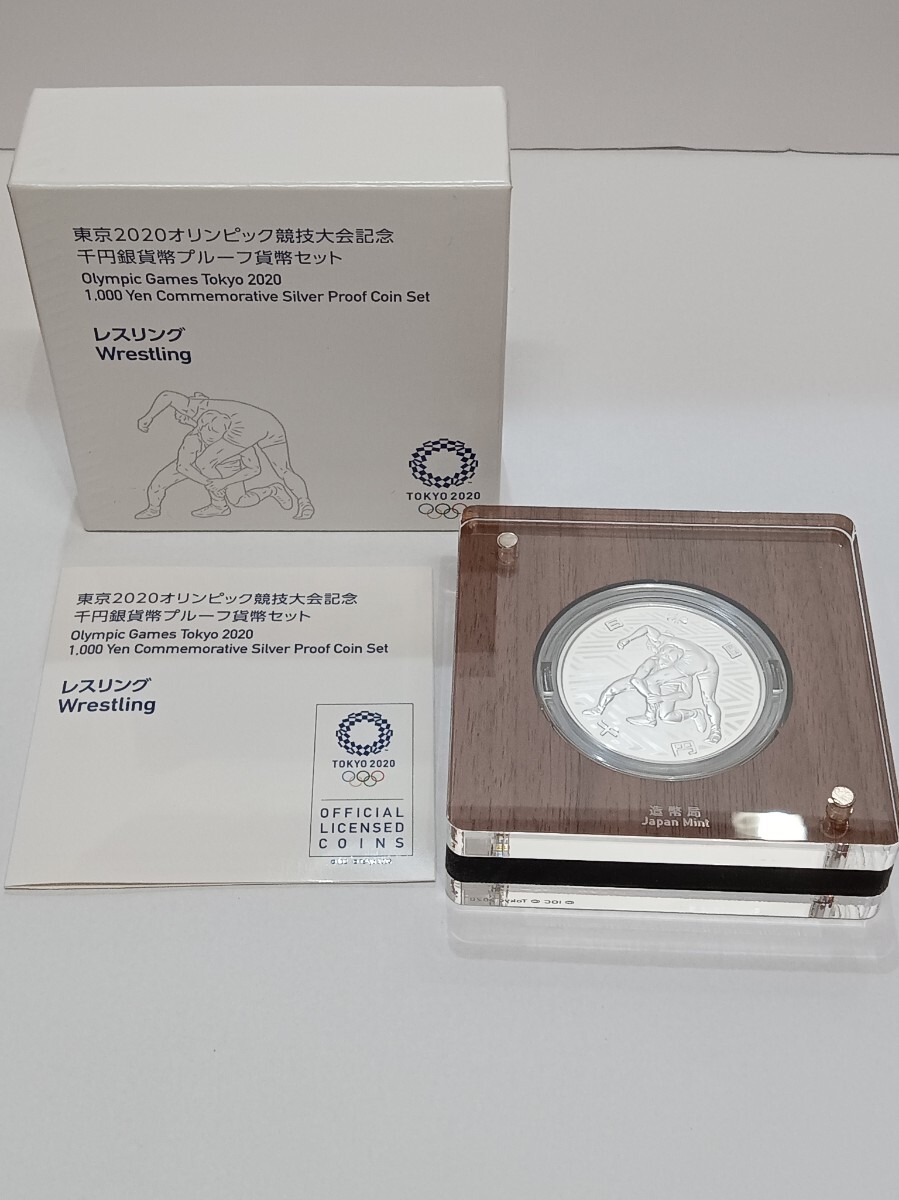 東京2020オリンピック競技大会記念
千円銀貨幣プルーフ貨幣セット
Olympic Games Tokyo 2020
1,000 Yen Commemorative Silver Proof Coin Set
レスリング
Wrestling
TOKYO 2020
東京2020オリンピック競技大会記念
千円銀貨幣プルーフ貨幣セット
Olympic Games Tokyo 2020
1,000 Yen Commemorative Silver Proof Coin Set
レスリング
Wrestling
TOKYO 2020
OFFICIAL
LICENSED
COINS
日本国
千円
造幣局
Japan Mint